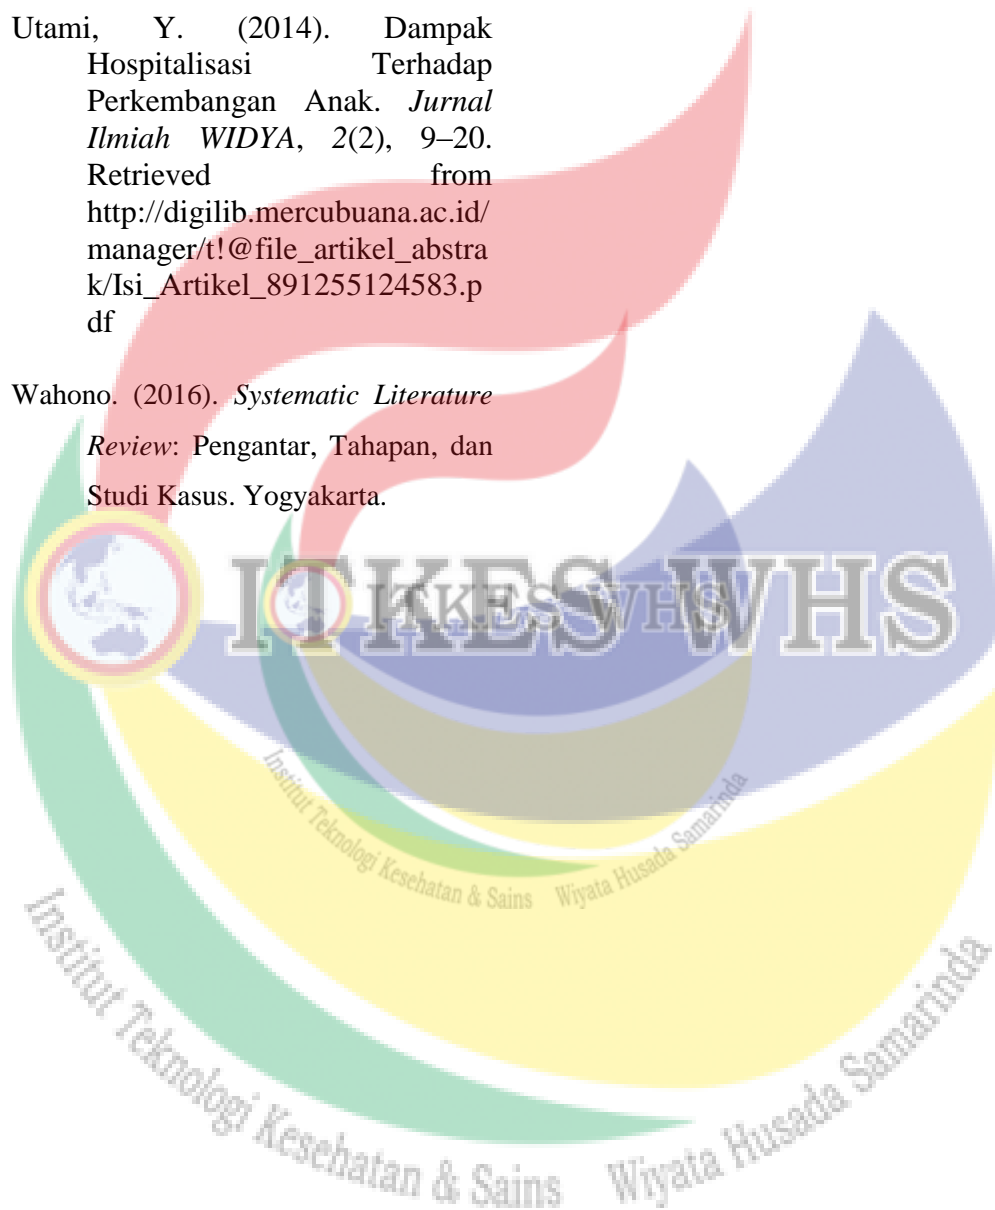 Utami, Y. (2014). Dampak
Hospitalisasi Terhadap
Perkembangan Anak. Jurnal
Ilmiah WIDYA, 2(2), 9–20.
Retrieved from
http://digilib.mercubuana.ac.id/
manager/t!@file_artikel_abstra
k/Isi_Artikel_891255124583.p
df
Wahono. (2016). Systematic Literature
Review: Pengantar, Tahapan, dan
Studi Kasus. Yogyakarta.
ITKES WHS
ITKES WHS
Institut Teknologi Kesehatan & Sains Wiyata Husada Samarinda
Institut Teknologi Kesehatan & Sains Wiyata Husada Samarinda